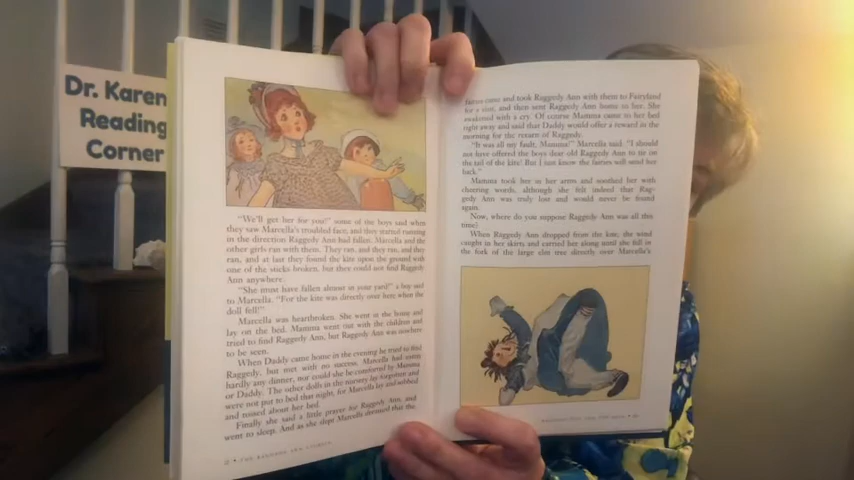 Dr. Karen
Reading
Corner
"We'll get her for you!" some of the boys said when
they saw Marcella's troubled face, and they started running
in the direction Raggedy Ann had fallen. Marcella and the
other girls ran with them. They ran, and they ran, and they
ran, and at last they found the kite upon the ground with
one of the sticks broken, but they could not find Raggedy
Ann anywhere.
"She must have fallen almost in your yard!" a boy said
to Marcella. "For the kite was directly over here when the
doll fell!"
Marcella was heartbroken. She went in the house and
lay on the bed. Mamma went out with the children and
tried to find Raggedy Ann, but Raggedy Ann was nowhere
to be seen.
When Daddy came home in the evening he tried to find
Raggedy, but met with no success. Marcella had eaten
hardly any dinner, nor could she be comforted by Mamma
or Daddy. The other dolls in the nursery lay forgotten and
were not put to bed that night, for Marcella lay and sobbed
and tossed about her bed.
Finally she said a little prayer for Raggedy Ann, and
went to sleep. And as she slept Marcella dreamed that the
fairies came and took Raggedy Ann with them to Fairyland
for a visit, and then sent Raggedy Ann home to her. She
awakened with a cry. Of course Mamma came to her bed
right away and said that Daddy would offer a reward in the
morning for the return of Raggedy.
"It was all my fault, Mamma!" Marcella said. "I should
not have offered the boys dear old Raggedy Ann to tie on
the tail of the kite! But I just know the fairies will send her
back."
Mamma took her in her arms and soothed her with
cheering words, although she felt indeed that Rag-
gedy Ann was truly lost and would never be found
again.
Now, where do you suppose Raggedy Ann was all this
time?
When Raggedy Ann dropped from the kite, the wind
caught in her skirts and carried her along until she fell in
the fork of the large elm tree directly over Marcella's